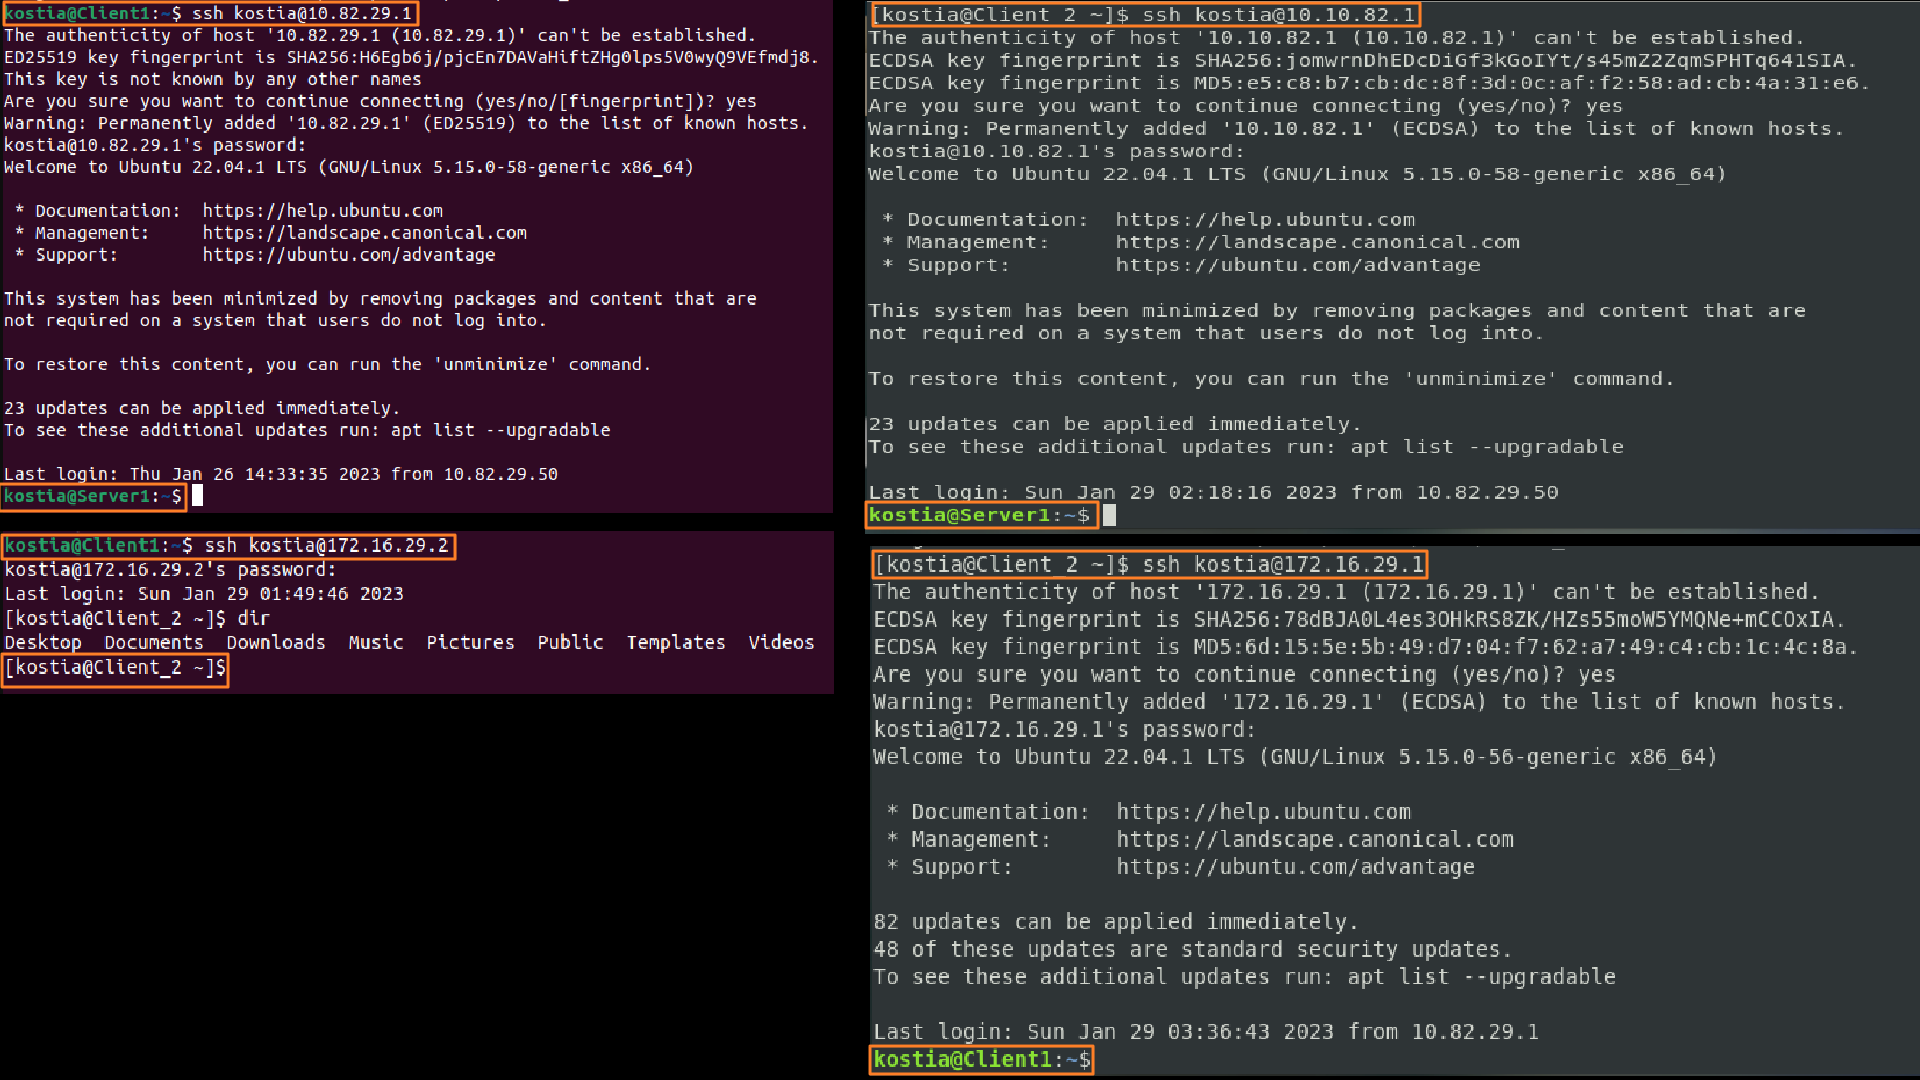 kostia@Client1:~$ ssh kostia@10.82.29.1
The authenticity of host '10.82.29.1 (10.82.29.1)' can't be established.
ED25519 key fingerprint is SHA256:H6Egb6j/pjcEn7DAVaHiftZHg0lps5V0wyQ9VEfmdj8.
This key is not known by any other names
Are you sure you want to continue connecting (yes/no/[fingerprint])? yes
Warning: Permanently added '10.82.29.1' (ED25519) to the list of known hosts.
kostia@10.82.29.1's password:
Welcome to Ubuntu 22.04.1 LTS (GNU/Linux 5.15.0-58-generic x86_64)
* Documentation:  https://help.ubuntu.com
* Management:     https://landscape.canonical.com
* Support:        https://ubuntu.com/advantage
This system has been minimized by removing packages and content that are
not required on a system that users do not log into.
To restore this content, you can run the 'unminimize' command.
23 updates can be applied immediately.
To see these additional updates run: apt list --upgradable
Last login: Thu Jan 26 14:33:35 2023 from 10.82.29.50
kostia@Server1:~$
kostia@Client1:~$ ssh kostia@172.16.29.2
kostia@172.16.29.2's password:
Last login: Sun Jan 29 01:49:46 2023
[kostia@Client_2 ~]$ dir
Desktop  Documents  Downloads  Music  Pictures  Public  Templates  Videos
[kostia@Client_2 ~]$
[kostia@Client_2 ~]$ ssh kostia@10.10.82.1
The authenticity of host '10.10.82.1 (10.10.82.1)' can't be established.
ECDSA key fingerprint is SHA256:jomwrnDhEDcDiGf3kGoIYt/s45mZ2ZqmSPHTq641SIA.
ECDSA key fingerprint is MD5:e5:c8:b7:cb:dc:8f:3d:0c:af:f2:58:ad:cb:4a:31:e6.
Are you sure you want to continue connecting (yes/no)? yes
Warning: Permanently added '10.10.82.1' (ECDSA) to the list of known hosts.
kostia@10.10.82.1's password:
Welcome to Ubuntu 22.04.1 LTS (GNU/Linux 5.15.0-58-generic x86_64)
* Documentation:  https://help.ubuntu.com
* Management:     https://landscape.canonical.com
* Support:        https://ubuntu.com/advantage
This system has been minimized by removing packages and content that are
not required on a system that users do not log into.
To restore this content, you can run the 'unminimize' command.
23 updates can be applied immediately.
To see these additional updates run: apt list --upgradable
Last login: Sun Jan 29 02:18:16 2023 from 10.82.29.50
kostia@Server1:~$
[kostia@Client_2 ~]$ ssh kostia@172.16.29.1
The authenticity of host '172.16.29.1 (172.16.29.1)' can't be established.
ECDSA key fingerprint is SHA256:78dBJA0L4es3OHkRS8ZK/HZs55moW5YMQNe+mCCOxIA.
ECDSA key fingerprint is MD5:6d:15:5e:5b:49:d7:04:f7:62:a7:49:c4:cb:1c:4c:8a.
Are you sure you want to continue connecting (yes/no)? yes
Warning: Permanently added '172.16.29.1' (ECDSA) to the list of known hosts.
kostia@172.16.29.1's password:
Welcome to Ubuntu 22.04.1 LTS (GNU/Linux 5.15.0-56-generic x86_64)
* Documentation:  https://help.ubuntu.com
* Management:     https://landscape.canonical.com
* Support:        https://ubuntu.com/advantage
82 updates can be applied immediately.
48 of these updates are standard security updates.
To see these additional updates run: apt list --upgradable
Last login: Sun Jan 29 03:36:43 2023 from 10.82.29.1
kostia@Client1:~$